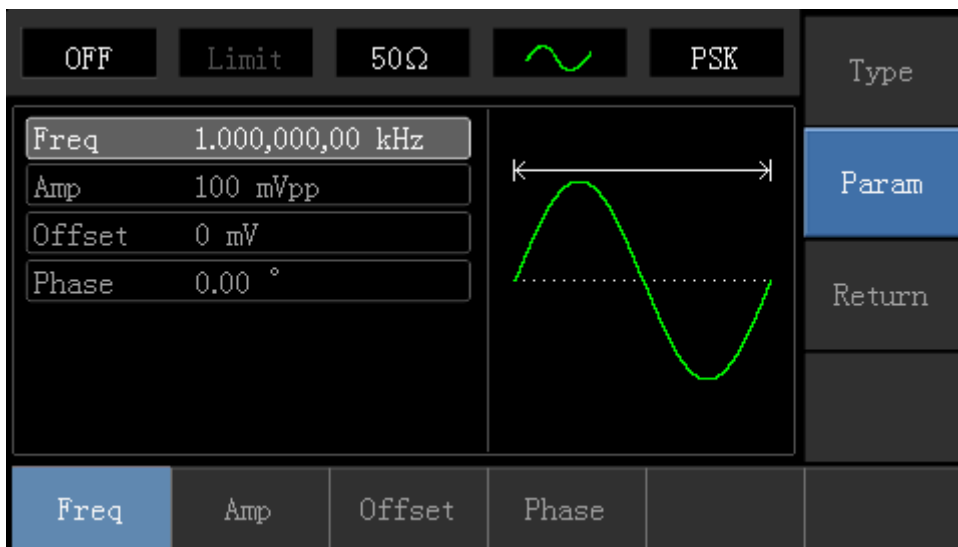 OFF Limit 50Ω PSK
Type
Freq 1.000,000,00 kHz
Amp 100 mVpp
Offset 0 mV
Phase 0.00 °
Param
Return
Freq Amp Offset Phase